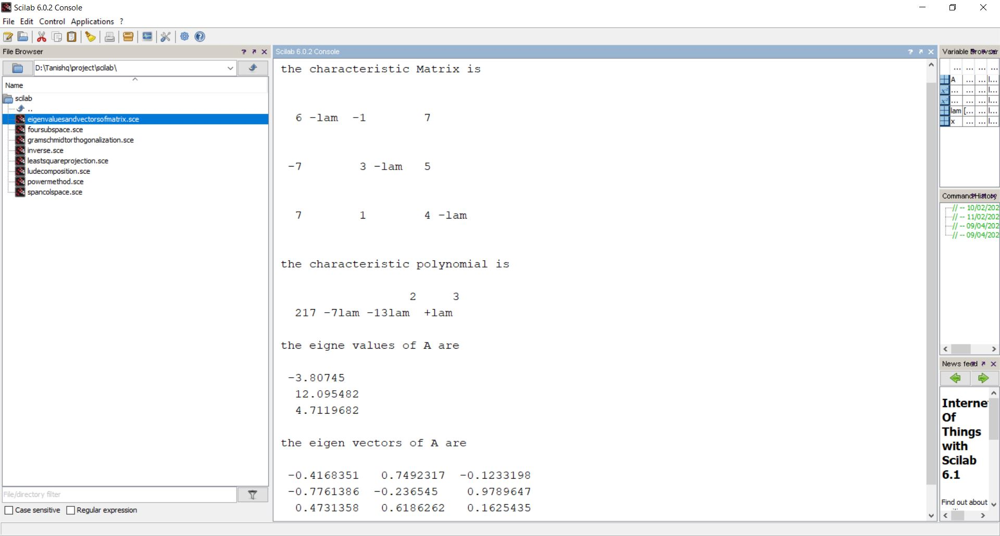 Scilab 6.0.2 Console
File Edit Control Applications ?
File Browser ? ↗ X
D:\Tanishq\project\scilab\
Name
scilab
..
eigenvaluesandvectorsofmatrix.sce
foursubspace.sce
gramschmidtorthogonalization.sce
inverse.sce
leastsquareprojection.sce
ludecomposition.sce
powermethod.sce
spancolspace.sce
File/directory filter
Case sensitive Regular expression
Scilab 6.0.2 Console ? ↗ X
the characteristic Matrix is
6 -lam -1 7
-7 3 -lam 5
7 1 4 -lam
the characteristic polynomial is
2 3
217 -7lam -13lam +lam
the eigne values of A are
-3.80745
12.095482
4.7119682
the eigen vectors of A are
-0.4168351 0.7492317 -0.1233198
-0.7761386 -0.236545 0.9789647
0.4731358 0.6186262 0.1625435
Variable Browser
... ... ... ...
A ... ... I...
... ... ... I...
... ... ... I...
lam [... ... I...
x ... ... I...
Command History
// -- 10/02/202
// -- 11/02/202
// -- 09/04/202
// -- 09/04/202
News feed
Interne
Of
Things
with
Scilab
6.1
Find out about